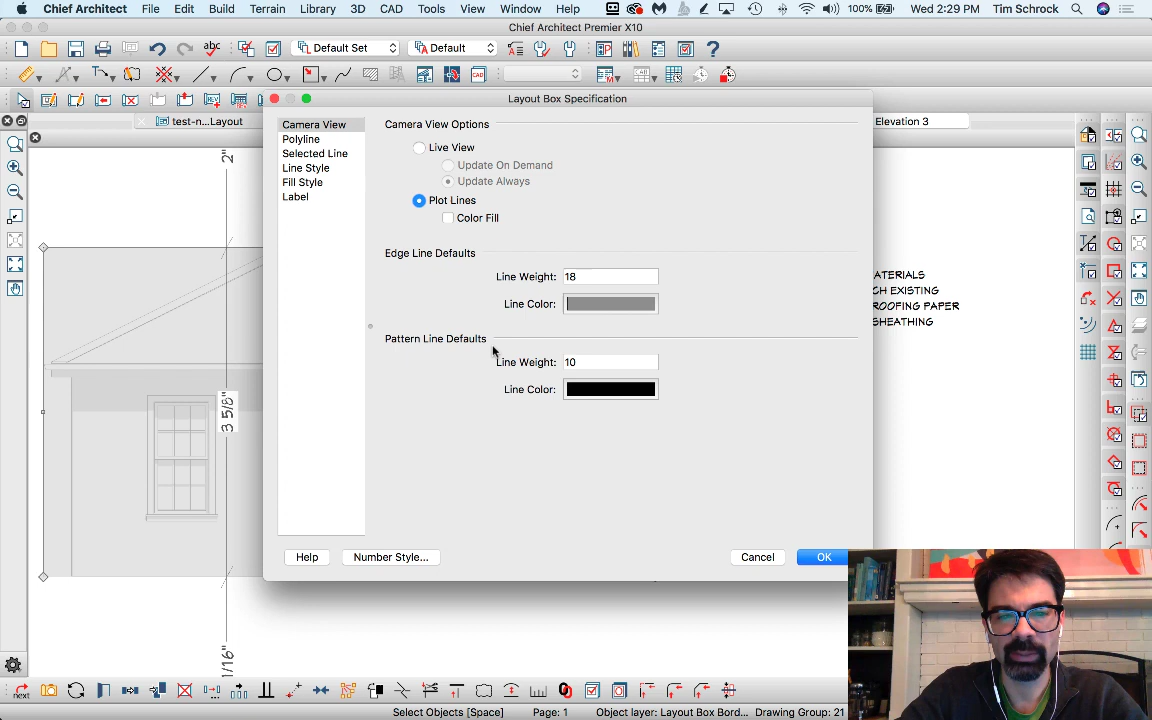 Chief Architect File Edit Build Terrain Library 3D CAD Tools View Window Help 100% Wed 2:29 PM Tim Schrock
Chief Architect Premier X10
abc Default Set Default ?
CAD
REV
test-n...Layout Layout Box Specification Elevation 3
Camera View
Polyline
Selected Line
Line Style
Fill Style
Label
Camera View Options
Live View
Update On Demand
Update Always
Plot Lines
Color Fill
Edge Line Defaults
Line Weight: 18
Line Color:
Pattern Line Defaults
Line Weight: 10
Line Color:
Help Number Style... Cancel OK
2"
3 5/8"
1/16"
ATERIALS
CH EXISTING
ROOFING PAPER
SHEATHING
next
Select Objects [Space] Page: 1 Object layer: Layout Box Bord... Drawing Group: 21